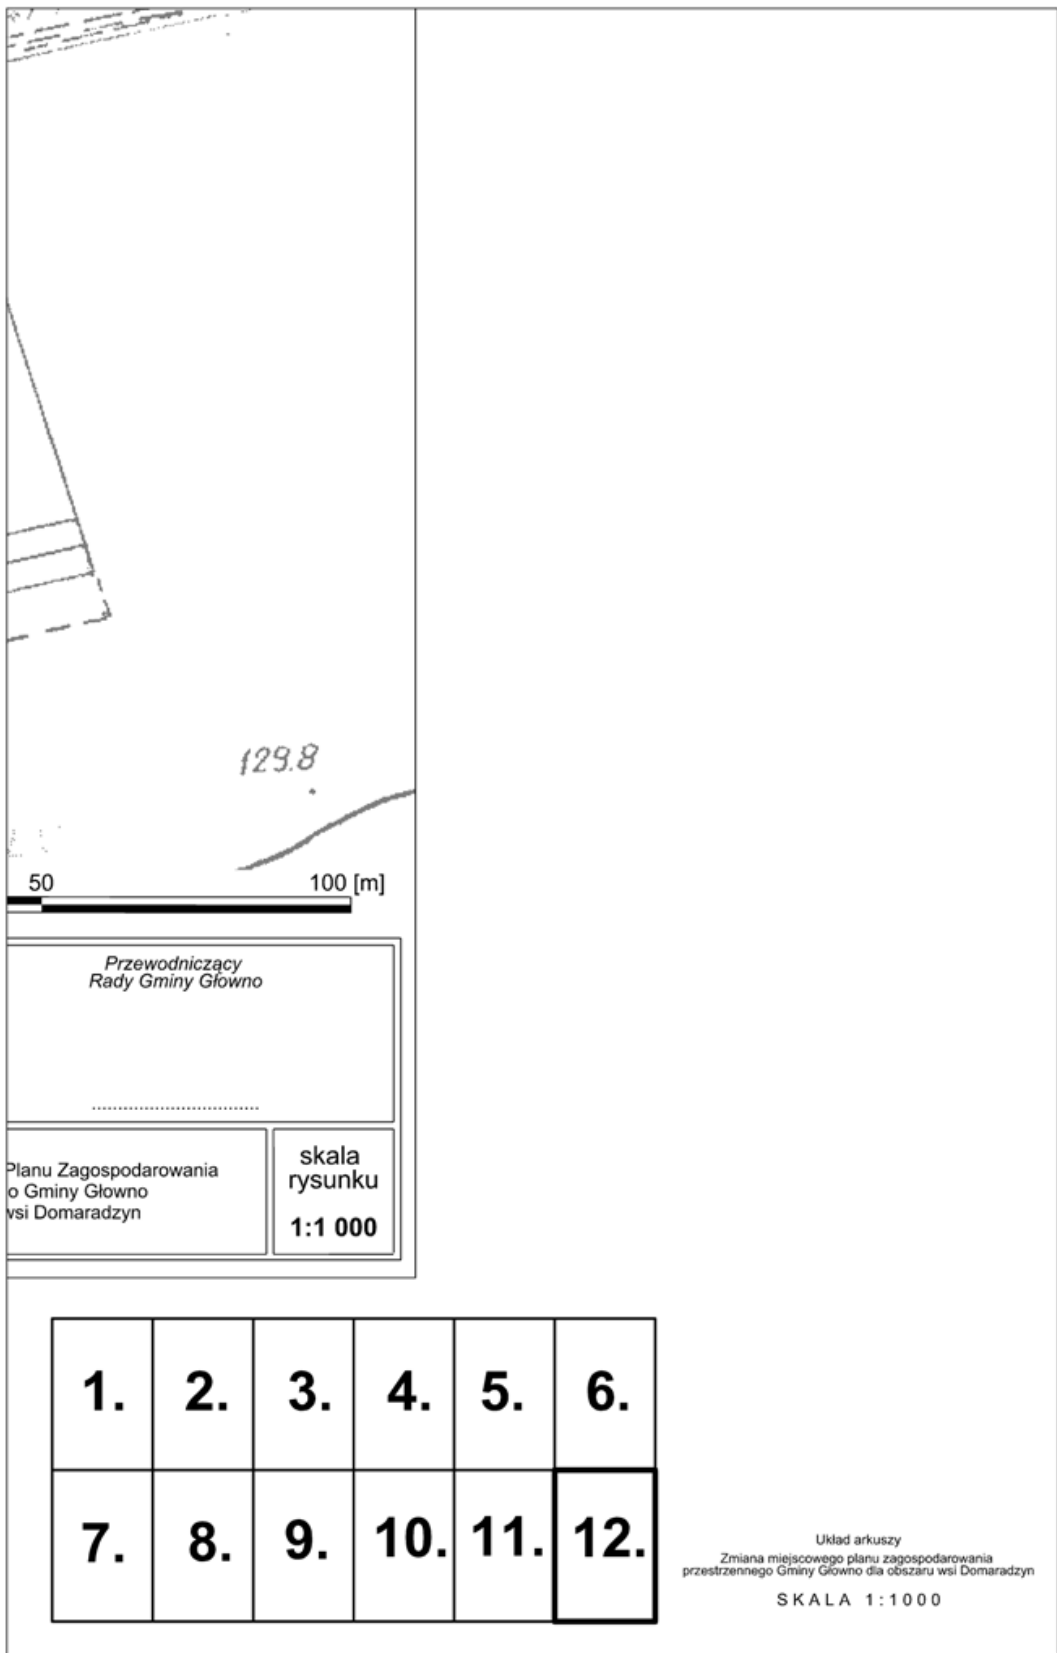 129.8
50 100 [m]
Przewodniczący
Rady Gminy Głowno
Planu Zagospodarowania
o Gminy Głowno
wsi Domaradzyn
skala
rysunku
1:1 000
1. 2. 3. 4. 5. 6.
7. 8. 9. 10. 11. 12.
Układ arkuszy
Zmiana miejscowego planu zagospodarowania
przestrzennego Gminy Głowno dla obszaru wsi Domaradzyn
SKALA 1:1000